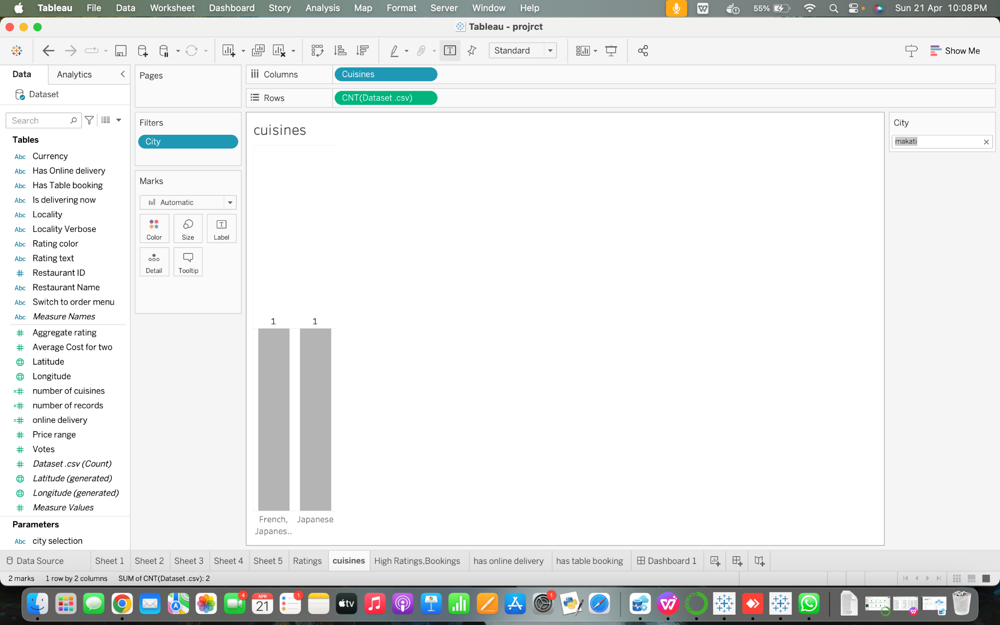 Tableau File Data Worksheet Dashboard Story Analysis Map Format Server Window Help 55% Sun 21 Apr 10:08 PM
Tableau - projrct
Standard Show Me
Data Analytics
Dataset
Search
Tables
Abc Currency
Abc Has Online delivery
Abc Has Table booking
Abc Is delivering now
Abc Locality
Abc Locality Verbose
Abc Rating color
Abc Rating text
# Restaurant ID
Abc Restaurant Name
Abc Switch to order menu
Abc Measure Names
# Aggregate rating
# Average Cost for two
Latitude
Longitude
=# number of cuisines
=# number of records
=# online delivery
# Price range
# Votes
# Dataset .csv (Count)
Latitude (generated)
Longitude (generated)
# Measure Values
Parameters
Abc city selection
Pages
Filters
City
Marks
Automatic
Color Size Label
Detail Tooltip
Columns Cuisines
Rows CNT(Dataset .csv)
cuisines
1 1
French, Japanese
Japanes..
City
makati
Data Source Sheet 1 Sheet 2 Sheet 3 Sheet 4 Sheet 5 Ratings cuisines High Ratings,Bookings has online delivery has table booking Dashboard 1
2 marks 1 row by 2 columns SUM of CNT(Dataset .csv): 2
4 APR 21 1 tv 1 TXT